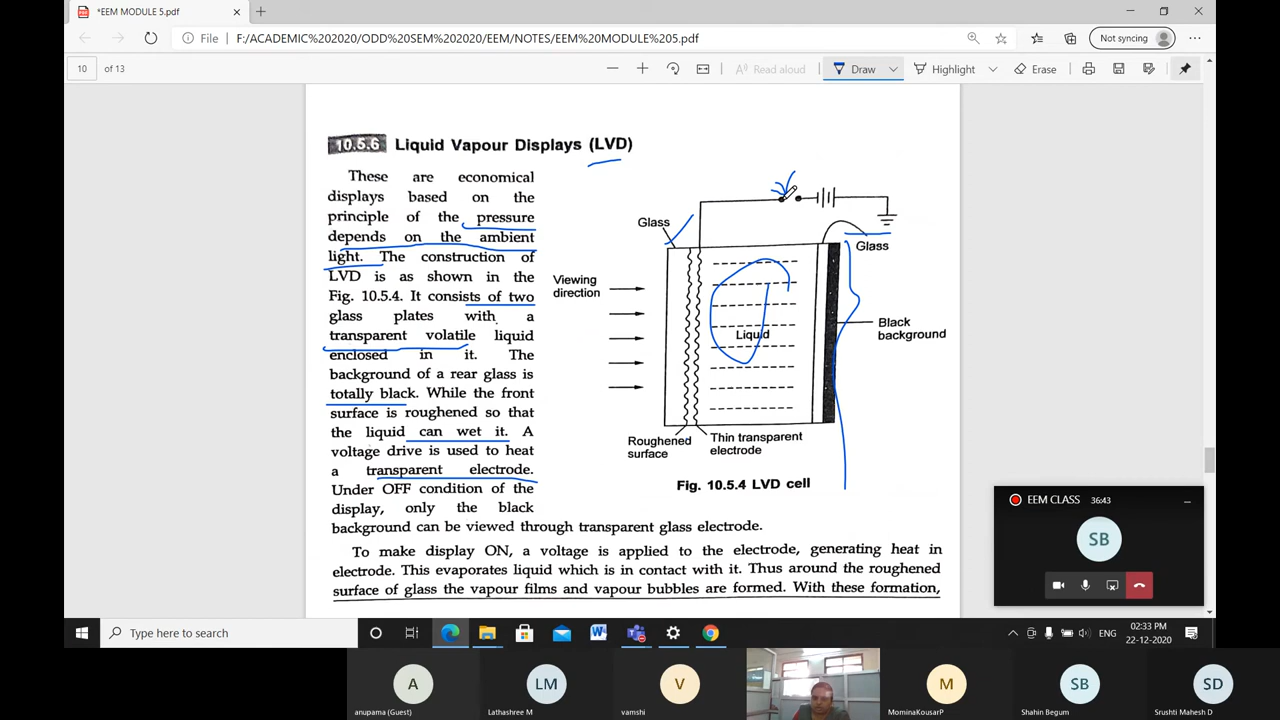 *EEM MODULE 5.pdf
File
F:/ACADEMIC%202020/ODD%20SEM%202020/EEM/NOTES/EEM%20MODULE%205.pdf
Not syncing
10 of 13
Read aloud
Draw
Highlight
Erase
10.5.6 Liquid Vapour Displays (LVD)
These are economical
displays based on the
principle of the pressure
depends on the ambient
light. The construction of
LVD is as shown in the
Fig. 10.5.4. It consists of two
glass plates with a
transparent volatile liquid
enclosed in it. The
background of a rear glass is
totally black. While the front
surface is roughened so that
the liquid can wet it. A
voltage drive is used to heat
a transparent electrode.
Under OFF condition of the
display, only the black
background can be viewed through transparent glass electrode.
Glass
Glass
Viewing
direction
Liquid
Black
background
Roughened
surface
Thin transparent
electrode
Fig. 10.5.4 LVD cell
To make display ON, a voltage is applied to the electrode, generating heat in
electrode. This evaporates liquid which is in contact with it. Thus around the roughened
surface of glass the vapour films and vapour bubbles are formed. With these formation,
EEM CLASS 36:43
SB
Type here to search
ENG
02:33 PM
22-12-2020
A
anupama (Guest)
LM
Lathashree M
V
vamshi
M
MominaKousarP
SB
Shahin Begum
SD
Srushti Mahesh D